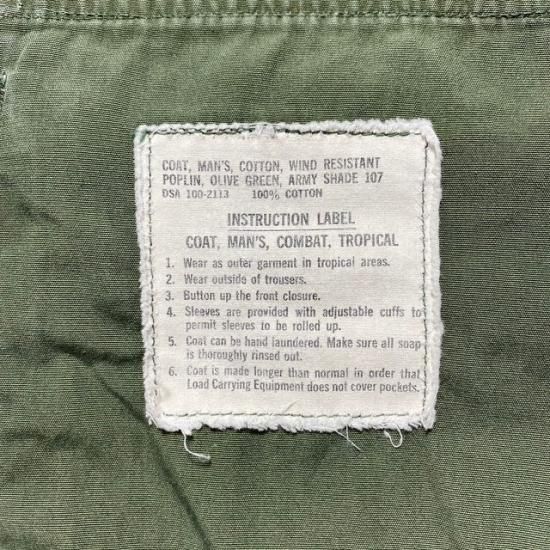 COAT, MAN'S, COTTON, WIND RESISTANT
POPLIN, OLIVE GREEN, ARMY SHADE 107
DSA 100-2113 100% COTTON
INSTRUCTION LABEL
COAT, MAN'S, COMBAT, TROPICAL
1. Wear as outer garment in tropical areas.
2. Wear outside of trousers.
3. Button up the front closure.
4. Sleeves are provided with adjustable cuffs to
permit sleeves to be rolled up.
5. Coat can be hand laundered. Make sure all soap
is thoroughly rinsed out.
6. Coat is made longer than normal in order that
Load Carrying Equipment does not cover pockets.